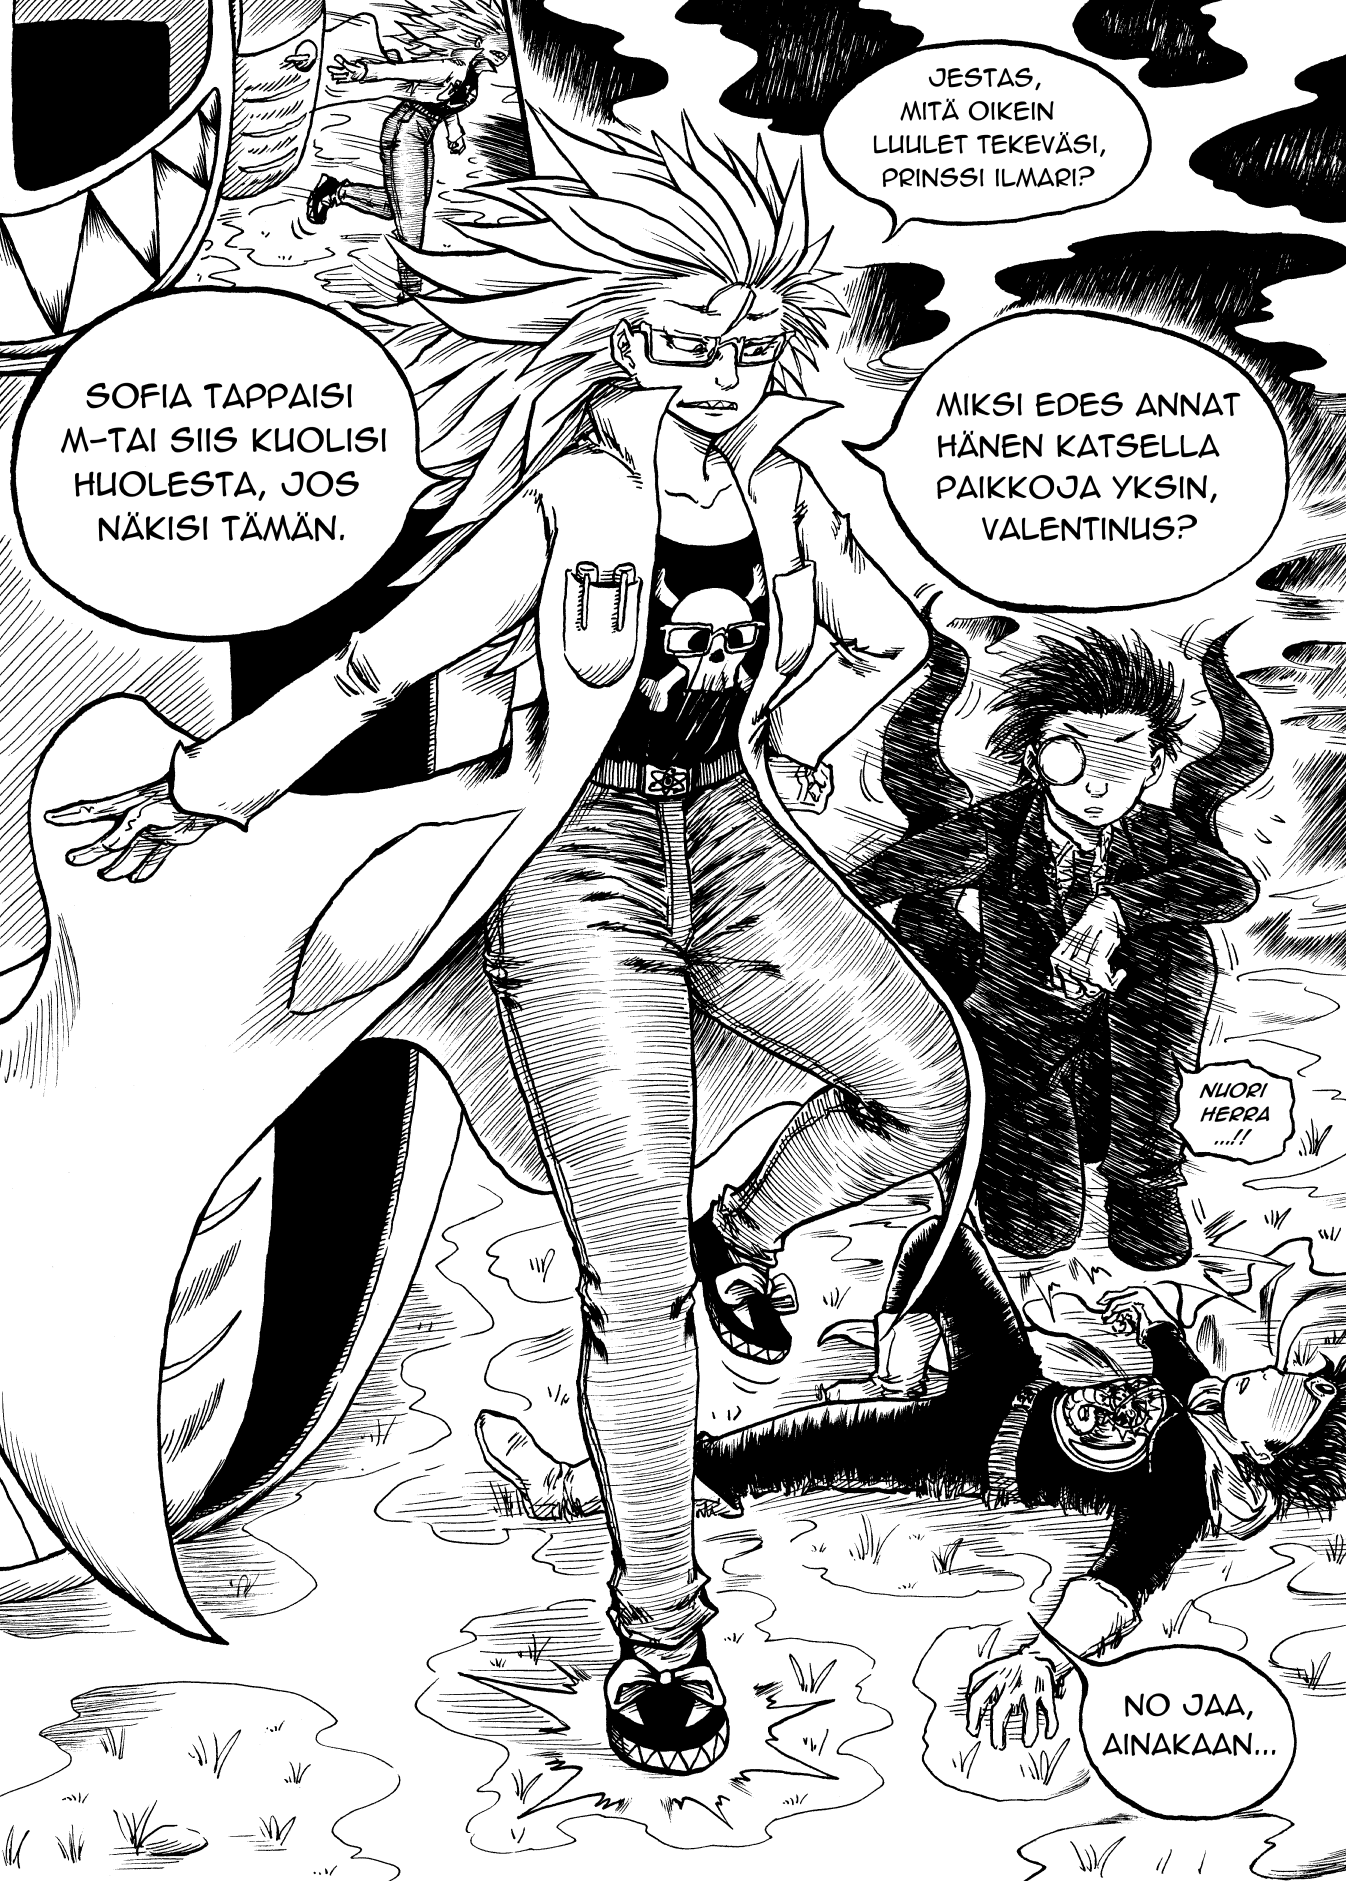 JESTAS,
MITÄ OIKEIN
LUULET TEKEVÄSI,
PRINSSI ILMARI?
SOFIA TAPPAISI
M-TAI SIIS KUOLISI
HUOLESTA, JOS
NÄKISI TÄMÄN.
MIKSI EDES ANNAT
HÄNEN KATSELLA
PAIKKOJA YKSIN,
VALENTINUS?
NUORI
HERRA
...!!
NO JAA,
AINAKAAN...